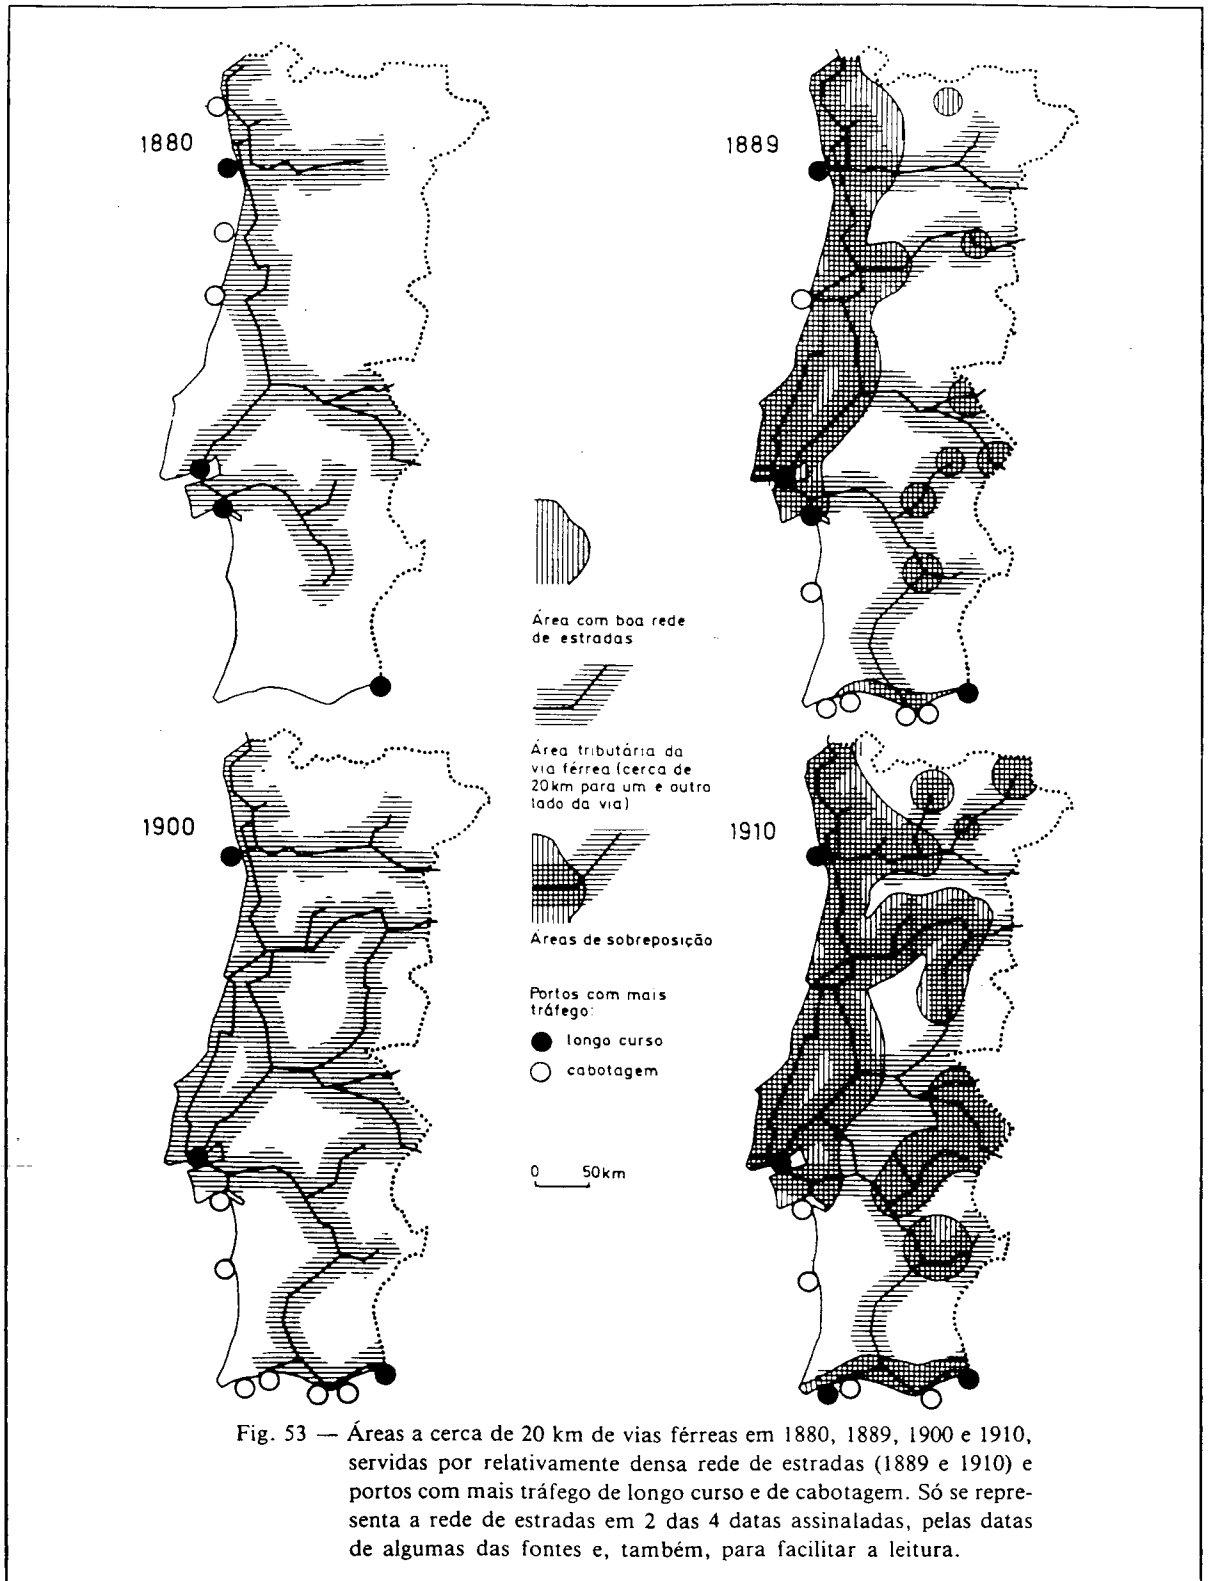 1880
1889
Área com boa rede
de estradas
Área tributária da
via férrea (cerca de
20km para um e outro
lado da via)
1900
1910
Áreas de sobreposição
Portos com mais
tráfego:
longo curso
cabotagem
0 50km
Fig. 53 — Áreas a cerca de 20 km de vias férreas em 1880, 1889, 1900 e 1910,
servidas por relativamente densa rede de estradas (1889 e 1910) e
portos com mais tráfego de longo curso e de cabotagem. Só se repre-
senta a rede de estradas em 2 das 4 datas assinaladas, pelas datas
de algumas das fontes e, também, para facilitar a leitura.